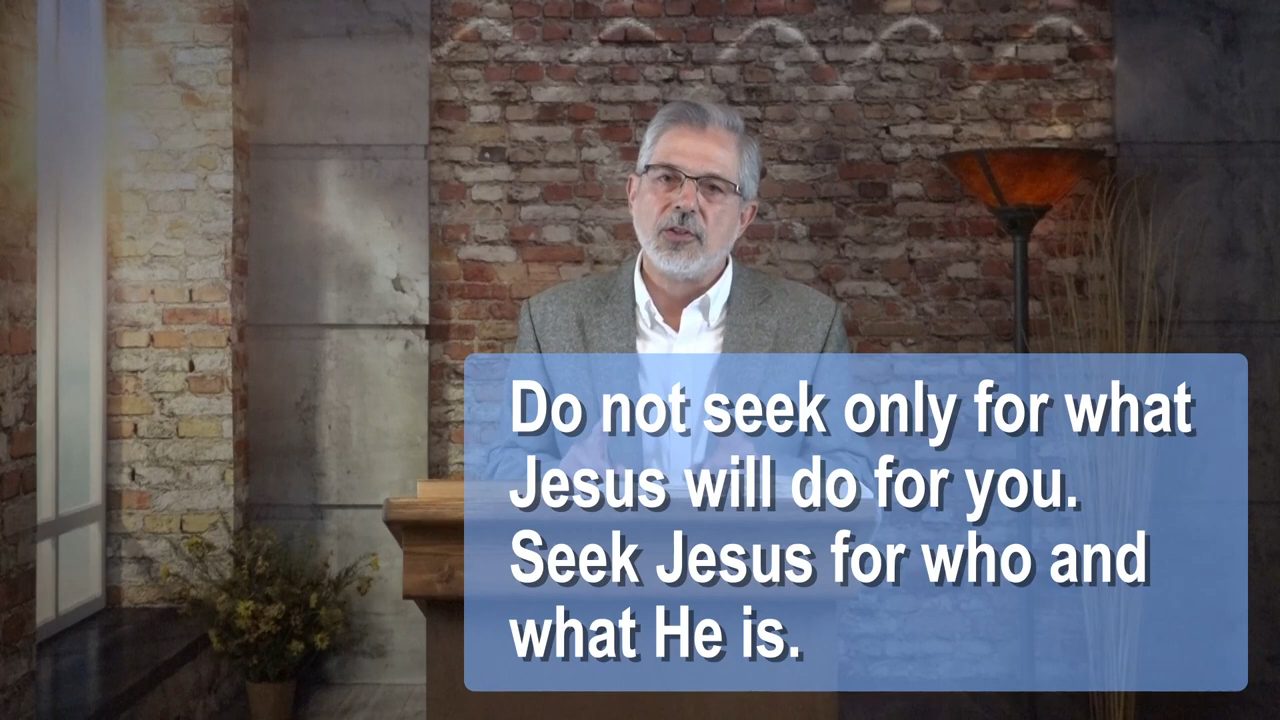 Do not seek only for what
Jesus will do for you.
Seek Jesus for who and
what He is.